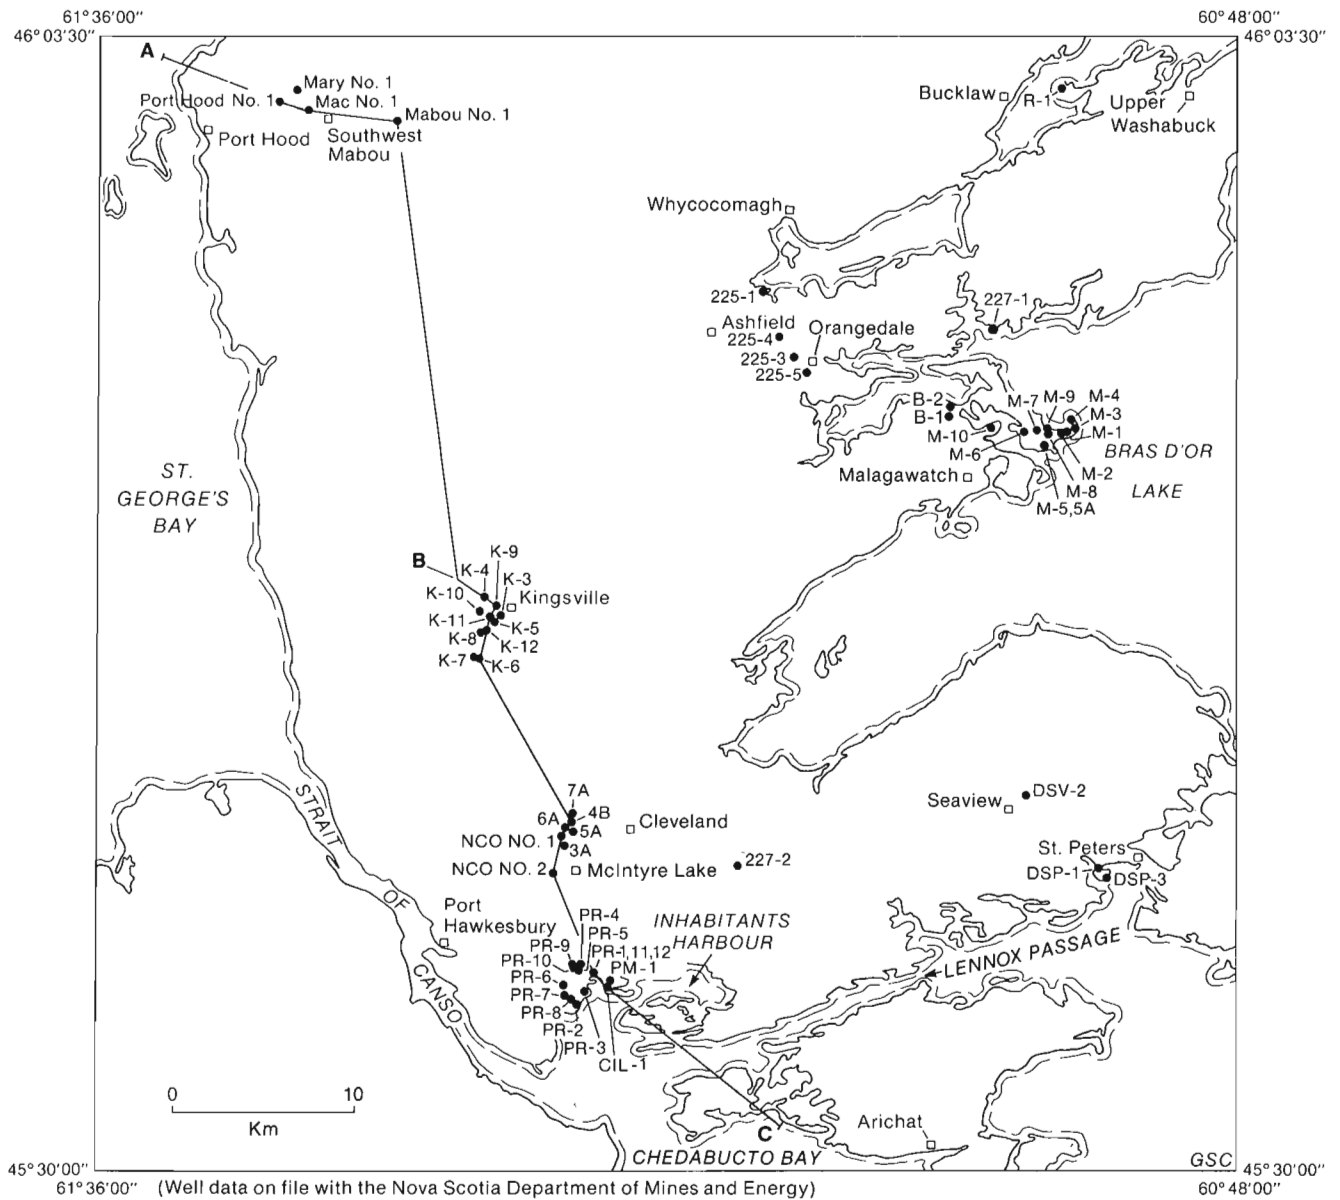 61°36'00"
60°48'00"
46°03'30"
46°03'30"
A
Mary No. 1
Port Hood No. 1
Mac No. 1
Mabou No. 1
Port Hood
Southwest
Mabou
Bucklaw
R-1
Upper
Washabuck
Whycocomagh
225-1
227-1
Ashfield
Orangedale
225-4
225-3
225-5
B-2
B-1
M-10
M-6
M-7
M-9
M-4
M-3
M-1
M-2
M-8
M-5,5A
Malagawatch
BRAS D'OR
LAKE
ST.
GEORGE'S
BAY
B
K-9
K-4
K-3
K-10
Kingsville
K-11
K-5
K-8
K-12
K-7
K-6
7A
6A
4B
5A
NCO NO. 1
3A
Cleveland
NCO NO. 2
McIntyre Lake
227-2
Seaview
DSV-2
St. Peters
DSP-1
DSP-3
STRAIT
OF
CANSO
Port
Hawkesbury
PR-4
PR-5
PR-9
PR-1,11,12
PR-10
PM-1
PR-6
PR-7
PR-8
PR-2
PR-3
CIL-1
INHABITANTS
HARBOUR
LENNOX PASSAGE
0
10
Km
Arichat
C
CHEDABUCTO BAY
GSC
45°30'00"
45°30'00"
61°36'00"
(Well data on file with the Nova Scotia Department of Mines and Energy)
60°48'00"